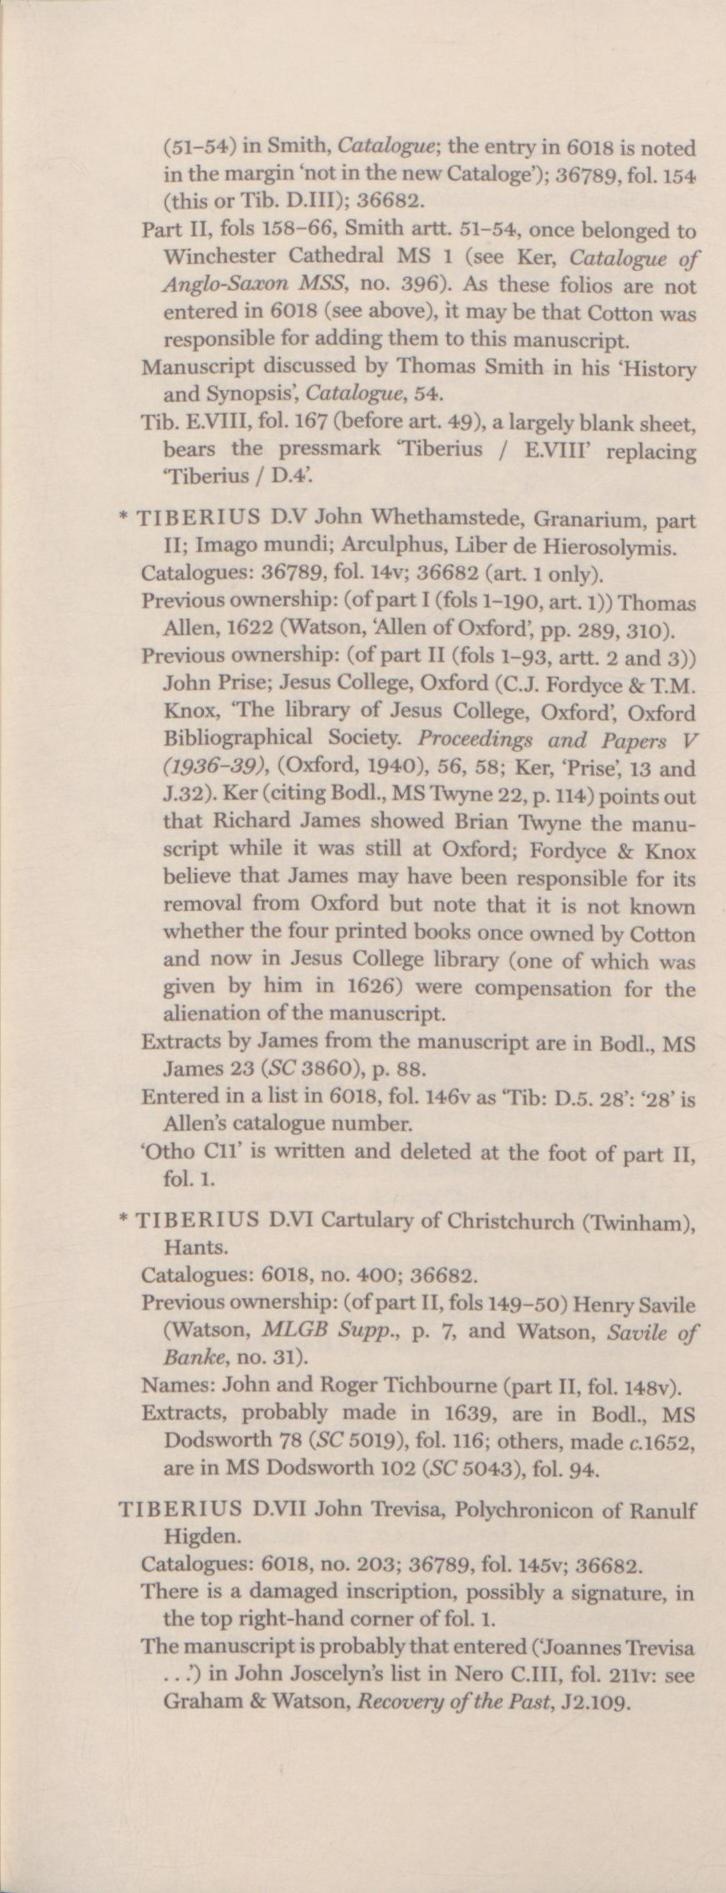 (51–54) in Smith, Catalogue; the entry in 6018 is noted
in the margin ‘not in the new Cataloge’); 36789, fol. 154
(this or Tib. D.III); 36682.
Part II, fols 158–66, Smith artt. 51–54, once belonged to
Winchester Cathedral MS 1 (see Ker, Catalogue of
Anglo-Saxon MSS, no. 396). As these folios are not
entered in 6018 (see above), it may be that Cotton was
responsible for adding them to this manuscript.
Manuscript discussed by Thomas Smith in his ‘History
and Synopsis’, Catalogue, 54.
Tib. E.VIII, fol. 167 (before art. 49), a largely blank sheet,
bears the pressmark ‘Tiberius / E.VIII’ replacing
‘Tiberius / D.4’.
* TIBERIUS D.V John Whethamstede, Granarium, part
II; Imago mundi; Arculphus, Liber de Hierosolymis.
Catalogues: 36789, fol. 14v; 36682 (art. 1 only).
Previous ownership: (of part I (fols 1–190, art. 1)) Thomas
Allen, 1622 (Watson, ‘Allen of Oxford’, pp. 289, 310).
Previous ownership: (of part II (fols 1–93, artt. 2 and 3))
John Prise; Jesus College, Oxford (C.J. Fordyce & T.M.
Knox, ‘The library of Jesus College, Oxford’, Oxford
Bibliographical Society. Proceedings and Papers V
(1936–39), (Oxford, 1940), 56, 58; Ker, ‘Prise’, 13 and
J.32). Ker (citing Bodl., MS Twyne 22, p. 114) points out
that Richard James showed Brian Twyne the manu-
script while it was still at Oxford; Fordyce & Knox
believe that James may have been responsible for its
removal from Oxford but note that it is not known
whether the four printed books once owned by Cotton
and now in Jesus College library (one of which was
given by him in 1626) were compensation for the
alienation of the manuscript.
Extracts by James from the manuscript are in Bodl., MS
James 23 (SC 3860), p. 88.
Entered in a list in 6018, fol. 146v as ‘Tib: D.5. 28’: ‘28’ is
Allen’s catalogue number.
‘Otho C11’ is written and deleted at the foot of part II,
fol. 1.
* TIBERIUS D.VI Cartulary of Christchurch (Twinham),
Hants.
Catalogues: 6018, no. 400; 36682.
Previous ownership: (of part II, fols 149–50) Henry Savile
(Watson, MLGB Supp., p. 7, and Watson, Savile of
Banke, no. 31).
Names: John and Roger Tichbourne (part II, fol. 148v).
Extracts, probably made in 1639, are in Bodl., MS
Dodsworth 78 (SC 5019), fol. 116; others, made c.1652,
are in MS Dodsworth 102 (SC 5043), fol. 94.
TIBERIUS D.VII John Trevisa, Polychronicon of Ranulf
Higden.
Catalogues: 6018, no. 203; 36789, fol. 145v; 36682.
There is a damaged inscription, possibly a signature, in
the top right-hand corner of fol. 1.
The manuscript is probably that entered (‘Joannes Trevisa
. . .’) in John Joscelyn’s list in Nero C.III, fol. 211v: see
Graham & Watson, Recovery of the Past, J2.109.